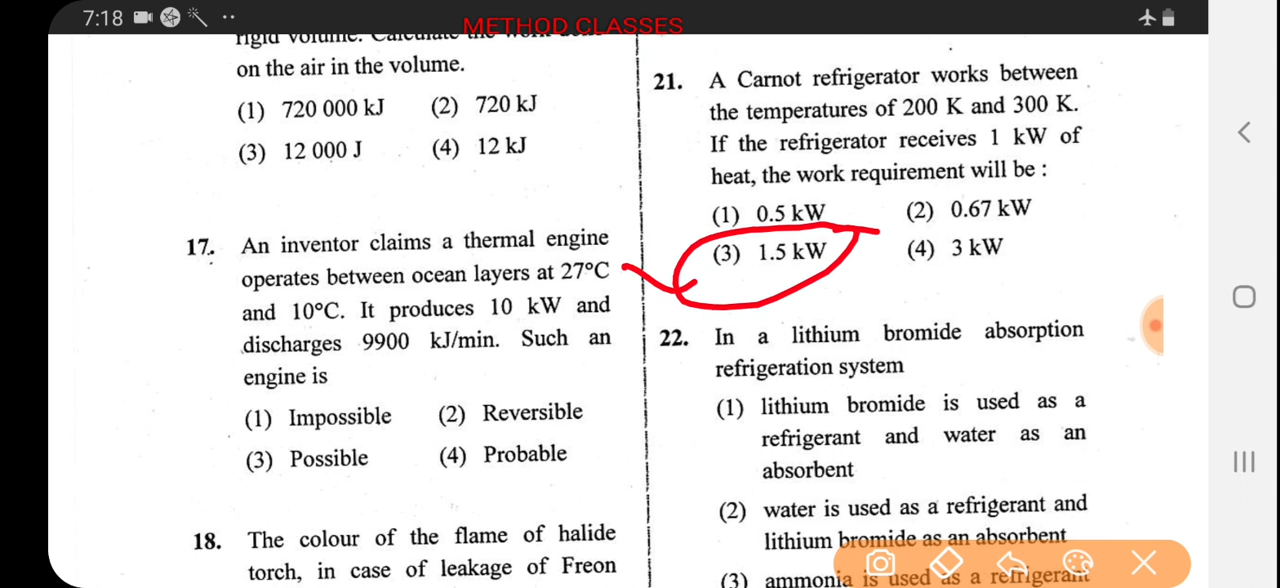 7:18
METHOD CLASSES
rigid volume. Calculate the work done
on the air in the volume.
(1) 720 000 kJ (2) 720 kJ
(3) 12 000 J (4) 12 kJ
17. An inventor claims a thermal engine
operates between ocean layers at 27°C
and 10°C. It produces 10 kW and
discharges 9900 kJ/min. Such an
engine is
(1) Impossible (2) Reversible
(3) Possible (4) Probable
18. The colour of the flame of halide
torch, in case of leakage of Freon
21. A Carnot refrigerator works between
the temperatures of 200 K and 300 K.
If the refrigerator receives 1 kW of
heat, the work requirement will be :
(1) 0.5 kW (2) 0.67 kW
(3) 1.5 kW (4) 3 kW
22. In a lithium bromide absorption
refrigeration system
(1) lithium bromide is used as a
refrigerant and water as an
absorbent
(2) water is used as a refrigerant and
lithium bromide as an absorbent
(3) ammonia is used as a refrigerant